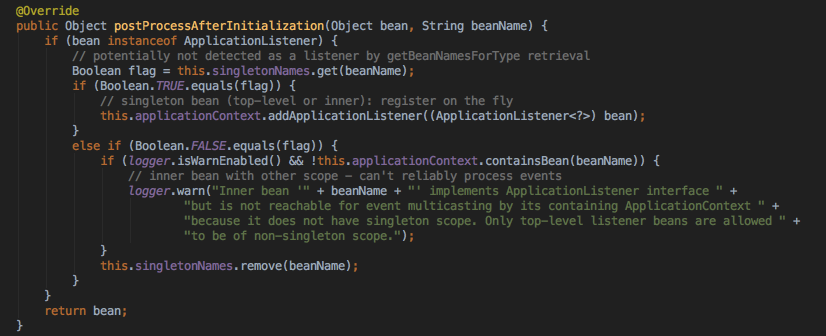 @Override
public Object postProcessAfterInitialization(Object bean, String beanName) {
if (bean instanceof ApplicationListener) {
// potentially not detected as a listener by getBeanNamesForType retrieval
Boolean flag = this.singletonNames.get(beanName);
if (Boolean.TRUE.equals(flag)) {
// singleton bean (top-level or inner): register on the fly
this.applicationContext.addApplicationListener((ApplicationListener<?>) bean);
}
else if (Boolean.FALSE.equals(flag)) {
if (logger.isWarnEnabled() && !this.applicationContext.containsBean(beanName)) {
// inner bean with other scope - can't reliably process events
logger.warn("Inner bean '" + beanName + "' implements ApplicationListener interface " +
"but is not reachable for event multicasting by its containing ApplicationContext " +
"because it does not have singleton scope. Only top-level listener beans are allowed " +
"to be of non-singleton scope.");
}
this.singletonNames.remove(beanName);
}
}
return bean;
}